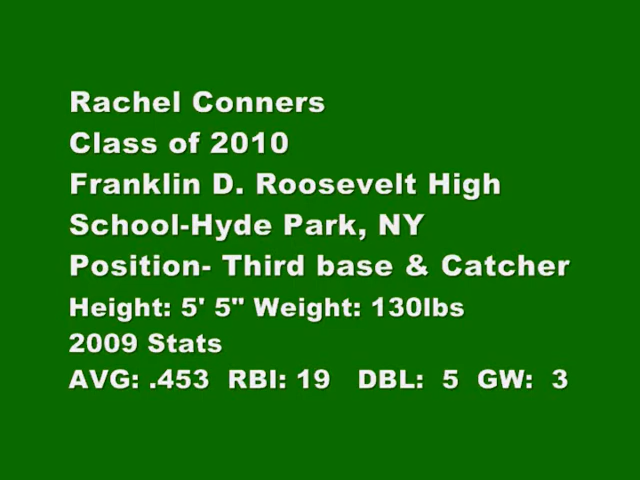 Rachel Conners
Class of 2010
Franklin D. Roosevelt High
School-Hyde Park, NY
Position- Third base & Catcher
Height: 5' 5" Weight: 130lbs
2009 Stats
AVG: .453 RBI: 19 DBL: 5 GW: 3